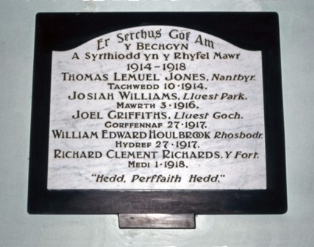 Er Serchus Gôf Am
Y Bechgyn
A Syrthiodd yn y Rhyfel Mawr
1914-1918
Thomas Lemuel Jones, Nantbyr.
Tachwedd 10·1914.
Josiah Williams, Lluest Park.
Mawrth 3·1916.
Joel Griffiths, Lluest Goch.
Gorffennaf 27·1917.
William Edward Houlbrook Rhosbodr.
Hydref 27·1917.
Richard Clement Richards. Y Fort.
Medi 1·1918.
"Hedd, Perffaith Hedd."